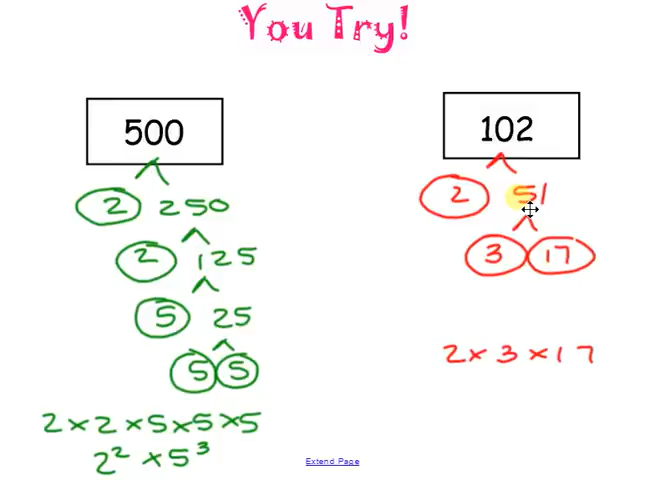 You Try!
500
2 250
2 125
5 25
5 5
2 × 2 × 5 × 5 × 5
2² × 5³
102
2 51
3 17
2 × 3 × 17
Extend Page